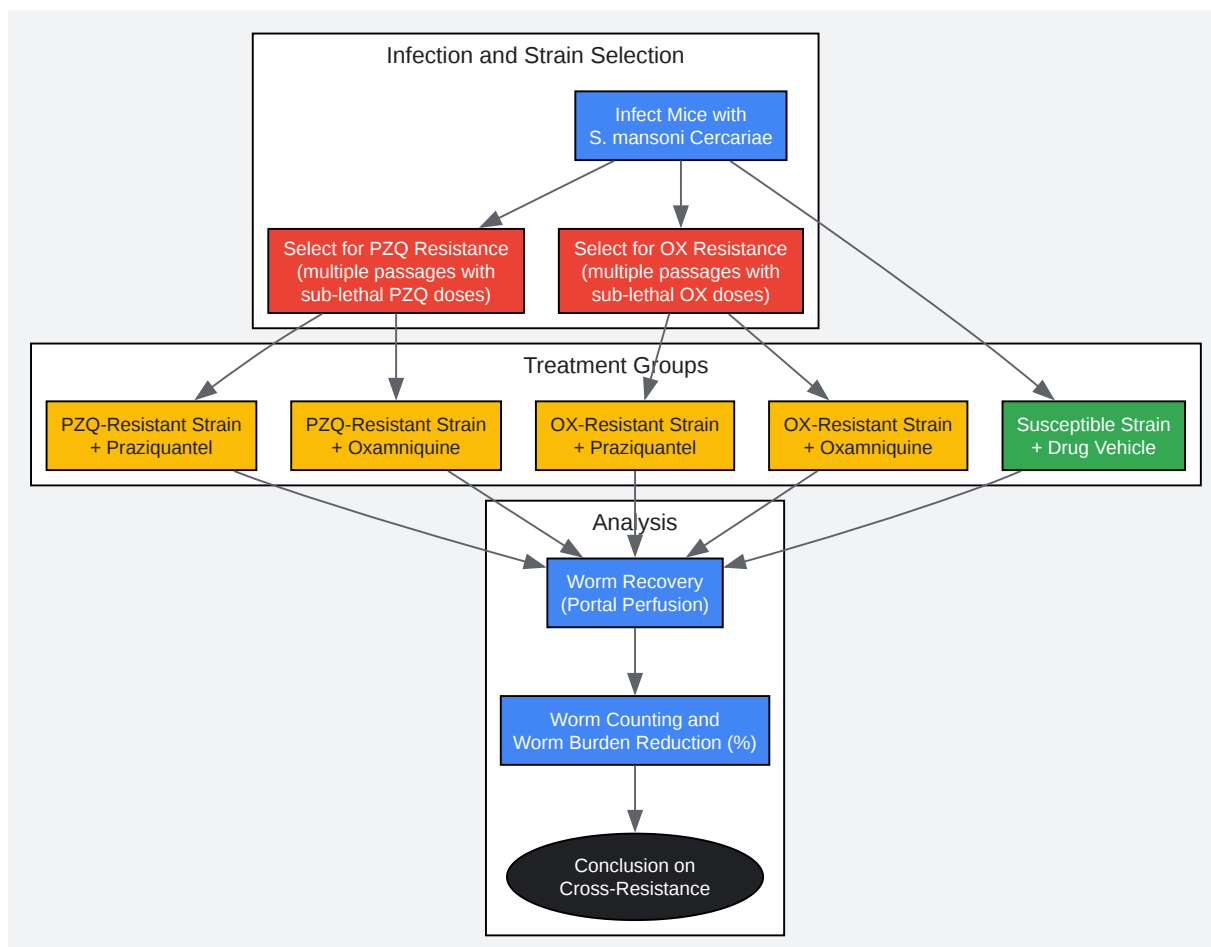 Infection and Strain Selection
Infect Mice with
S. mansoni Cercariae
Select for PZQ Resistance
(multiple passages with
sub-lethal PZQ doses)
Select for OX Resistance
(multiple passages with
sub-lethal OX doses)
Treatment Groups
PZQ-Resistant Strain
+ Praziquantel
PZQ-Resistant Strain
+ Oxamniquine
OX-Resistant Strain
+ Praziquantel
OX-Resistant Strain
+ Oxamniquine
Susceptible Strain
+ Drug Vehicle
Analysis
Worm Recovery
(Portal Perfusion)
Worm Counting and
Worm Burden Reduction (%)
Conclusion on
Cross-Resistance